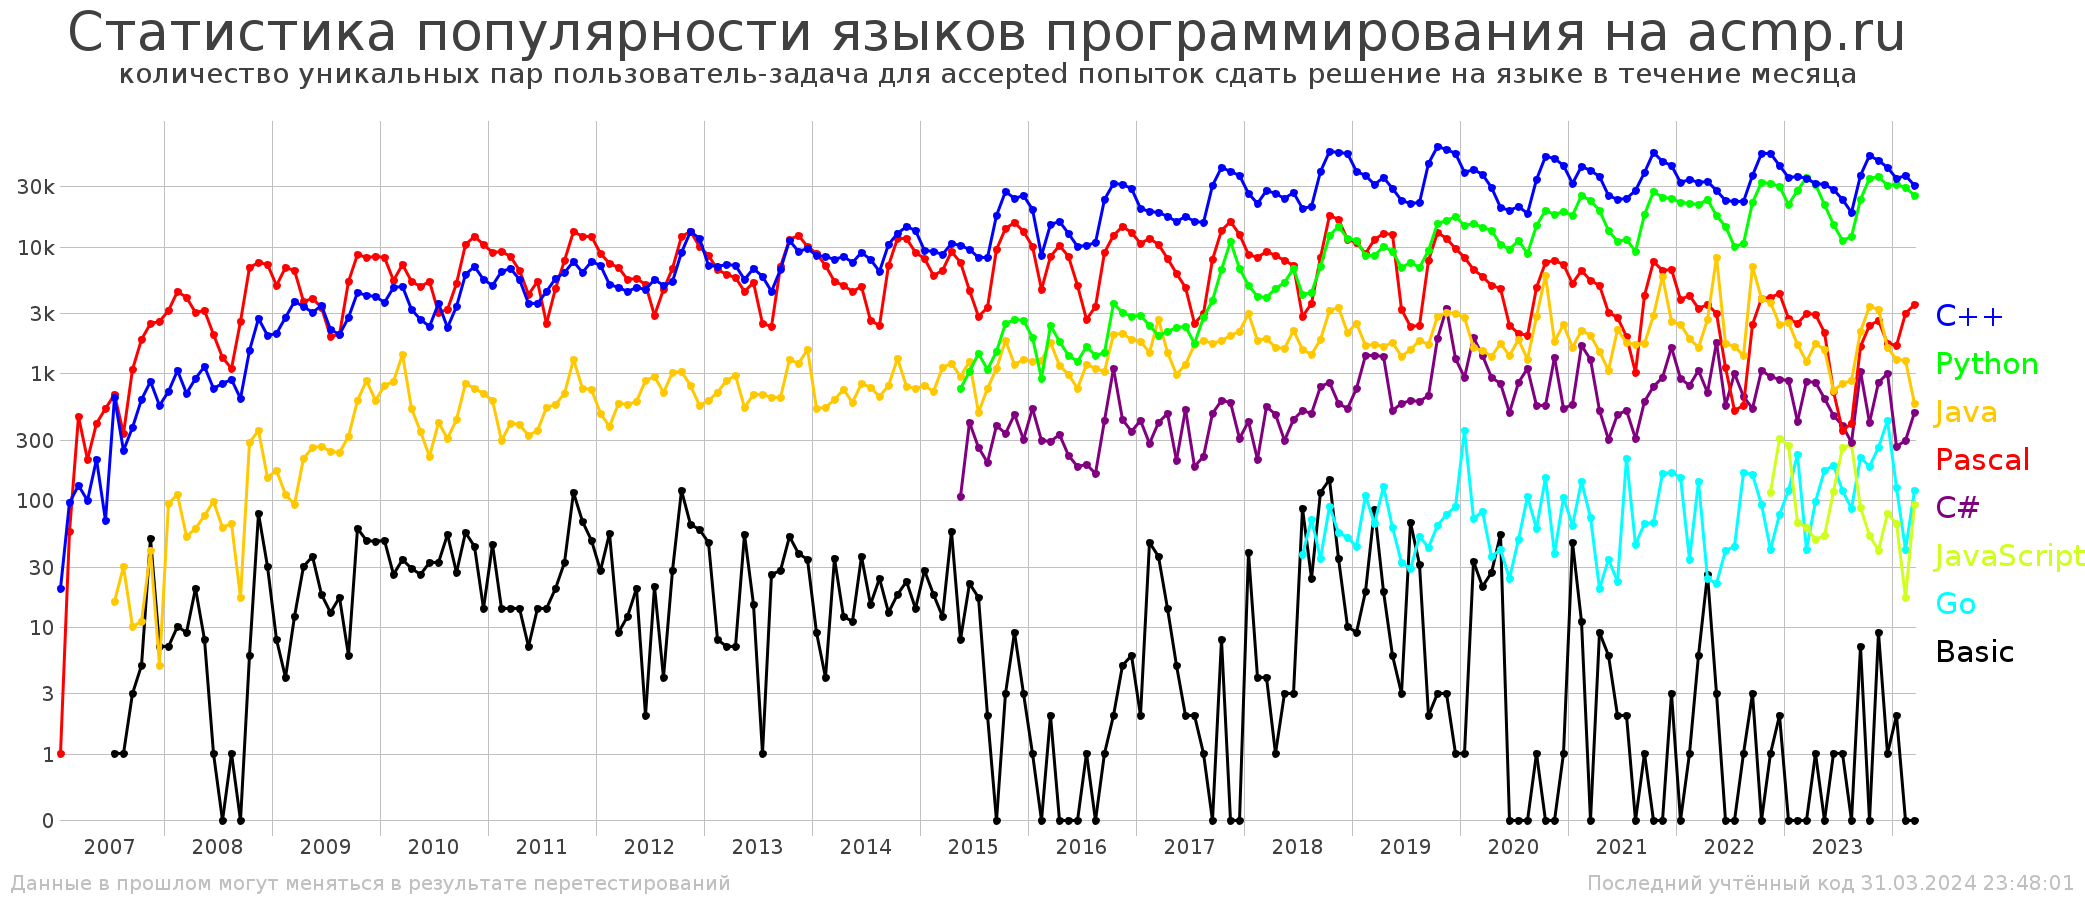 Статистика популярности языков программирования на acmp.ru
количество уникальных пар пользователь-задача для accepted попыток сдать решение на языке в течение месяца
30k
10k
3k
1k
300
100
30
10
3
1
0
C++
Python
Java
Pascal
C#
JavaScript
Go
Basic
2007 2008 2009 2010 2011 2012 2013 2014 2015 2016 2017 2018 2019 2020 2021 2022 2023
Данные в прошлом могут меняться в результате перетестирований
Последний учтённый код 31.03.2024 23:48:01